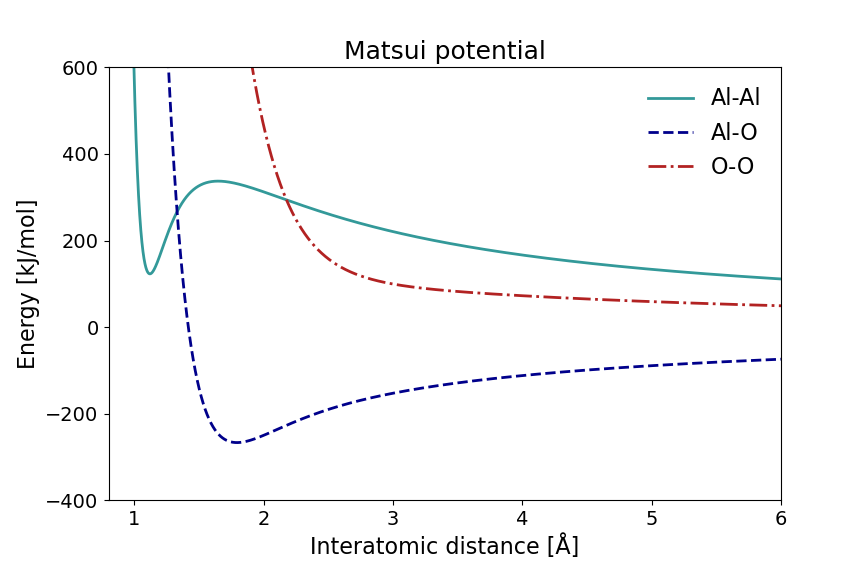 Matsui potential
Energy [kJ/mol]
600
400
200
0
−200
−400
Al-Al
Al-O
O-O
1 2 3 4 5 6
Interatomic distance [Å]